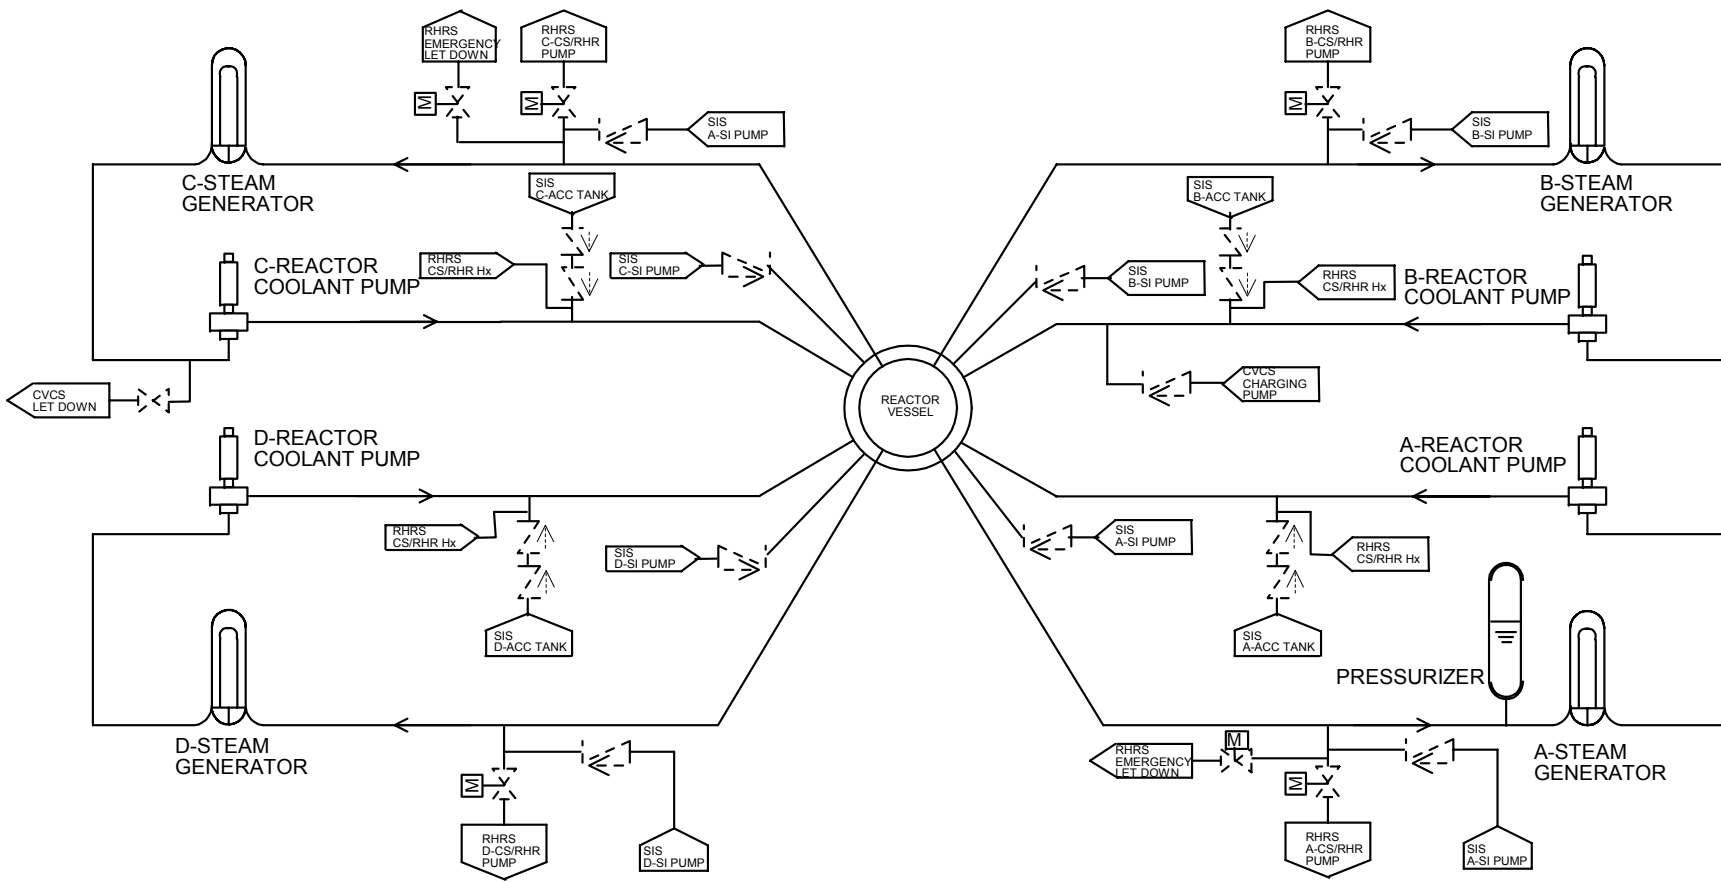 RHRS
EMERGENCY
LET DOWN
RHRS
C-CS/RHR
PUMP
RHRS
B-CS/RHR
PUMP
M
M
M
SIS
A-SI PUMP
SIS
B-SI PUMP
C-STEAM
GENERATOR
SIS
C-ACC TANK
SIS
B-ACC TANK
B-STEAM
GENERATOR
C-REACTOR
COOLANT PUMP
RHRS
CS/RHR Hx
SIS
C-SI PUMP
SIS
B-SI PUMP
RHRS
CS/RHR Hx
B-REACTOR
COOLANT PUMP
CVCS
LET DOWN
REACTOR
VESSEL
CVCS
CHARGING
PUMP
D-REACTOR
COOLANT PUMP
A-REACTOR
COOLANT PUMP
RHRS
CS/RHR Hx
SIS
D-SI PUMP
SIS
A-SI PUMP
RHRS
CS/RHR Hx
SIS
D-ACC TANK
SIS
A-ACC TANK
PRESSURIZER
D-STEAM
GENERATOR
M
RHRS
EMERGENCY
LET DOWN
M
A-STEAM
GENERATOR
M
RHRS
D-CS/RHR
PUMP
SIS
D-SI PUMP
RHRS
A-CS/RHR
PUMP
SIS
A-SI PUMP